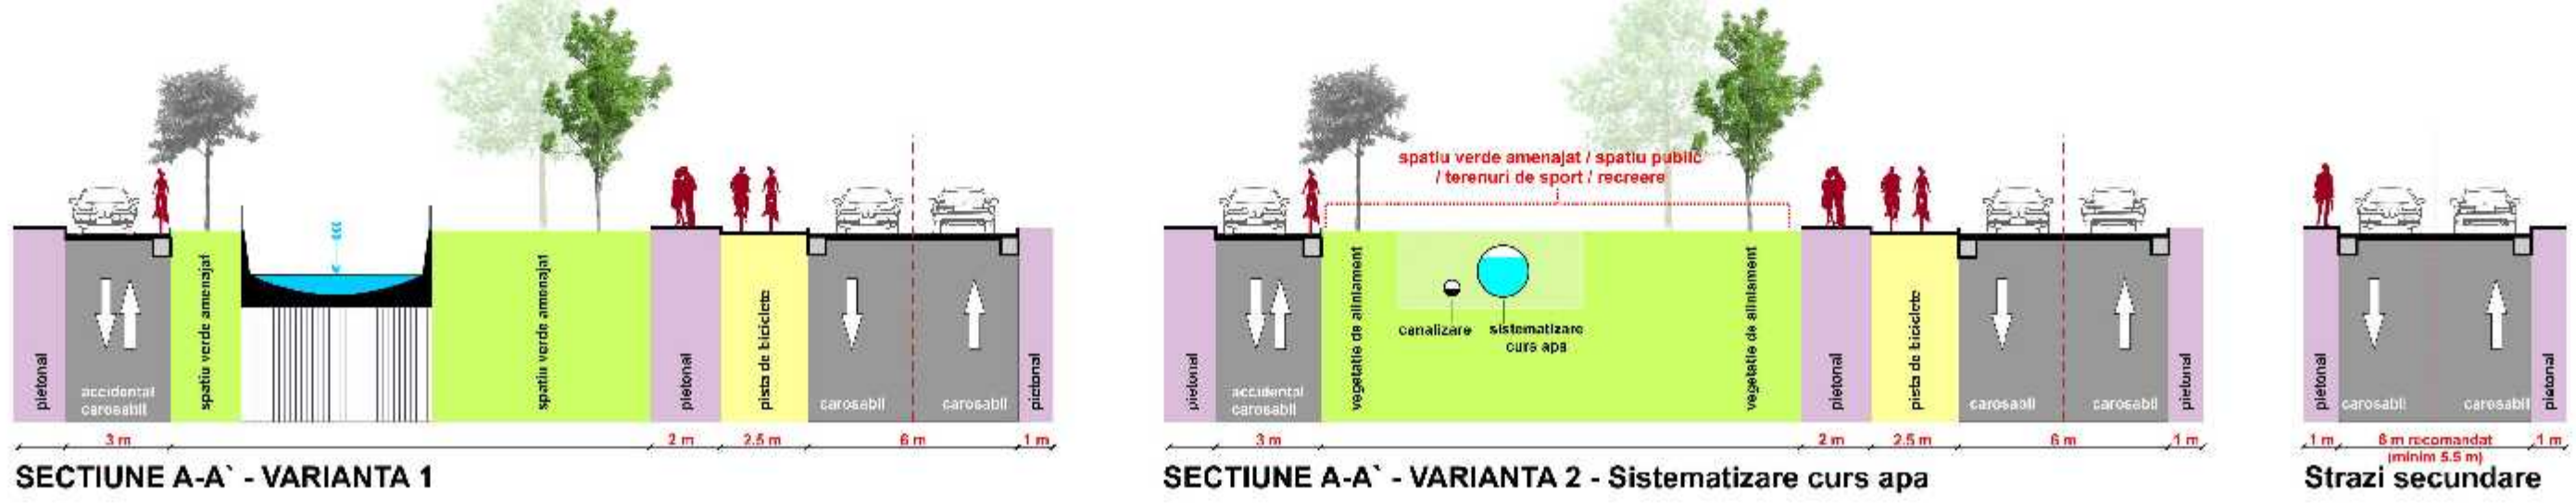 pietonal
accidental
carosabil
spatiu verde amenajat
spatiu verde amenajat
pietonal
pista de biciclete
carosabil
carosabil
pietonal
3 m
2 m
2.5 m
6 m
1 m
SECTIUNE A-A` - VARIANTA 1
spatiu verde amenajat / spatiu public
/ terenuri de sport / recreere
pietonal
accidental
carosabil
vegetatie de aliniament
canalizare
sistematizare
curs apa
vegetatie de aliniament
pietonal
pista de biciclete
carosabil
carosabil
pietonal
3 m
2 m
2.5 m
6 m
1 m
SECTIUNE A-A` - VARIANTA 2 - Sistematizare curs apa
pietonal
carosabil
carosabil
pietonal
1 m
6 m recomandat
(minim 5.5 m)
1 m
Strazi secundare